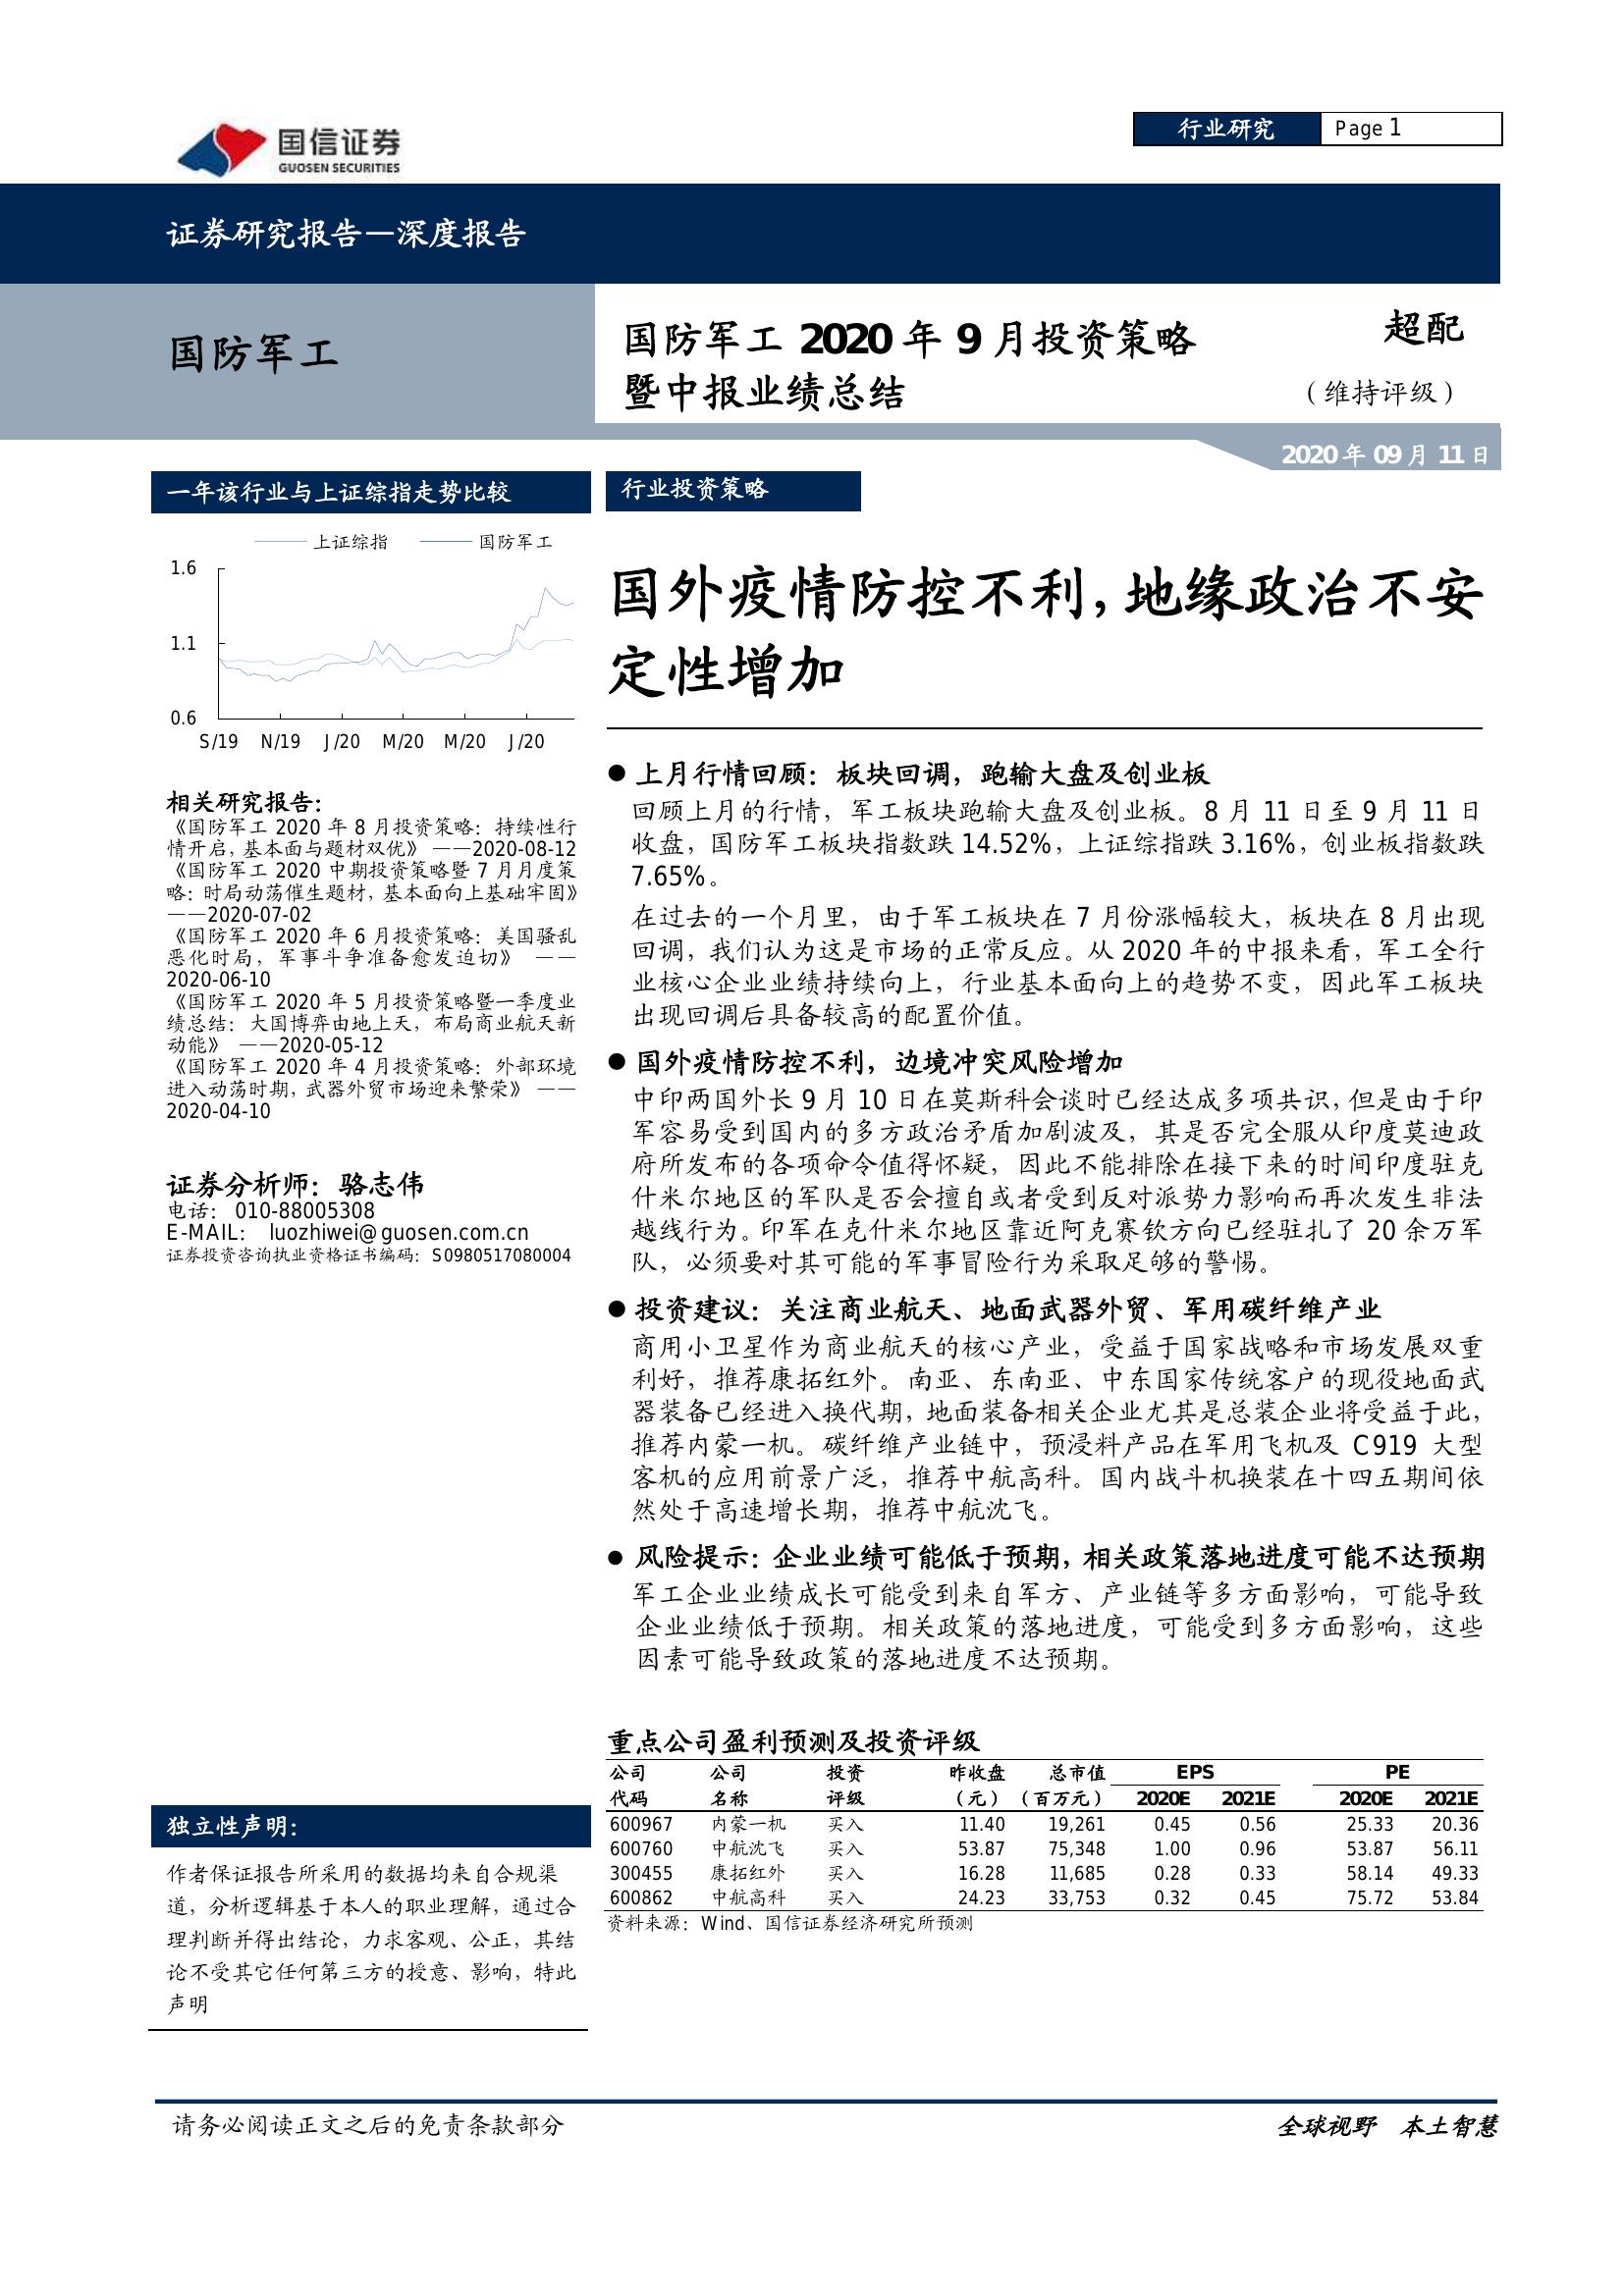 国信证券
GUOSEN SECURITIES
行业研究
Page 1
证券研究报告—深度报告
国防军工
国防军工 2020 年 9 月投资策略
暨中报业绩总结
超配
（维持评级）
2020 年 09 月 11 日
一年该行业与上证综指走势比较
上证综指 国防军工
1.6
1.1
0.6
S/19 N/19 J/20 M/20 M/20 J/20
相关研究报告：
《国防军工 2020 年 8 月投资策略：持续性行
情开启，基本面与题材双优》 ——2020-08-12
《国防军工 2020 中期投资策略暨 7 月月度策
略：时局动荡催生题材，基本面向上基础牢固》
——2020-07-02
《国防军工 2020 年 6 月投资策略：美国骚乱
恶化时局，军事斗争准备愈发迫切》 ——
2020-06-10
《国防军工 2020 年 5 月投资策略暨一季度业
绩总结：大国博弈由地上天，布局商业航天新
动能》 ——2020-05-12
《国防军工 2020 年 4 月投资策略：外部环境
进入动荡时期，武器外贸市场迎来繁荣》 ——
2020-04-10
证券分析师：骆志伟
电话： 010-88005308
E-MAIL： luozhiwei@guosen.com.cn
证券投资咨询执业资格证书编码：S0980517080004
独立性声明：
作者保证报告所采用的数据均来自合规渠
道，分析逻辑基于本人的职业理解，通过合
理判断并得出结论，力求客观、公正，其结
论不受其它任何第三方的授意、影响，特此
声明
行业投资策略
国外疫情防控不利，地缘政治不安
定性增加
● 上月行情回顾：板块回调，跑输大盘及创业板
回顾上月的行情，军工板块跑输大盘及创业板。8 月 11 日至 9 月 11 日
收盘，国防军工板块指数跌 14.52%，上证综指跌 3.16%，创业板指数跌
7.65%。
在过去的一个月里，由于军工板块在 7 月份涨幅较大，板块在 8 月出现
回调，我们认为这是市场的正常反应。从 2020 年的中报来看，军工全行
业核心企业业绩持续向上，行业基本面向上的趋势不变，因此军工板块
出现回调后具备较高的配置价值。
● 国外疫情防控不利，边境冲突风险增加
中印两国外长 9 月 10 日在莫斯科会谈时已经达成多项共识，但是由于印
军容易受到国内的多方政治矛盾加剧波及，其是否完全服从印度莫迪政
府所发布的各项命令值得怀疑，因此不能排除在接下来的时间印度驻克
什米尔地区的军队是否会擅自或者受到反对派势力影响而再次发生非法
越线行为。印军在克什米尔地区靠近阿克赛钦方向已经驻扎了 20 余万军
队，必须要对其可能的军事冒险行为采取足够的警惕。
● 投资建议：关注商业航天、地面武器外贸、军用碳纤维产业
商用小卫星作为商业航天的核心产业，受益于国家战略和市场发展双重
利好，推荐康拓红外。南亚、东南亚、中东国家传统客户的现役地面武
器装备已经进入换代期，地面装备相关企业尤其是总装企业将受益于此，
推荐内蒙一机。碳纤维产业链中，预浸料产品在军用飞机及 C919 大型
客机的应用前景广泛，推荐中航高科。国内战斗机换装在十四五期间依
然处于高速增长期，推荐中航沈飞。
● 风险提示：企业业绩可能低于预期，相关政策落地进度可能不达预期
军工企业业绩成长可能受到来自军方、产业链等多方面影响，可能导致
企业业绩低于预期。相关政策的落地进度，可能受到多方面影响，这些
因素可能导致政策的落地进度不达预期。
重点公司盈利预测及投资评级
公司 公司 投资 昨收盘 总市值 EPS PE
代码 名称 评级 （元） （百万元） 2020E 2021E 2020E 2021E
600967 内蒙一机 买入 11.40 19,261 0.45 0.56 25.33 20.36
600760 中航沈飞 买入 53.87 75,348 1.00 0.96 53.87 56.11
300455 康拓红外 买入 16.28 11,685 0.28 0.33 58.14 49.33
600862 中航高科 买入 24.23 33,753 0.32 0.45 75.72 53.84
资料来源：Wind、国信证券经济研究所预测
请务必阅读正文之后的免责条款部分
全球视野 本土智慧